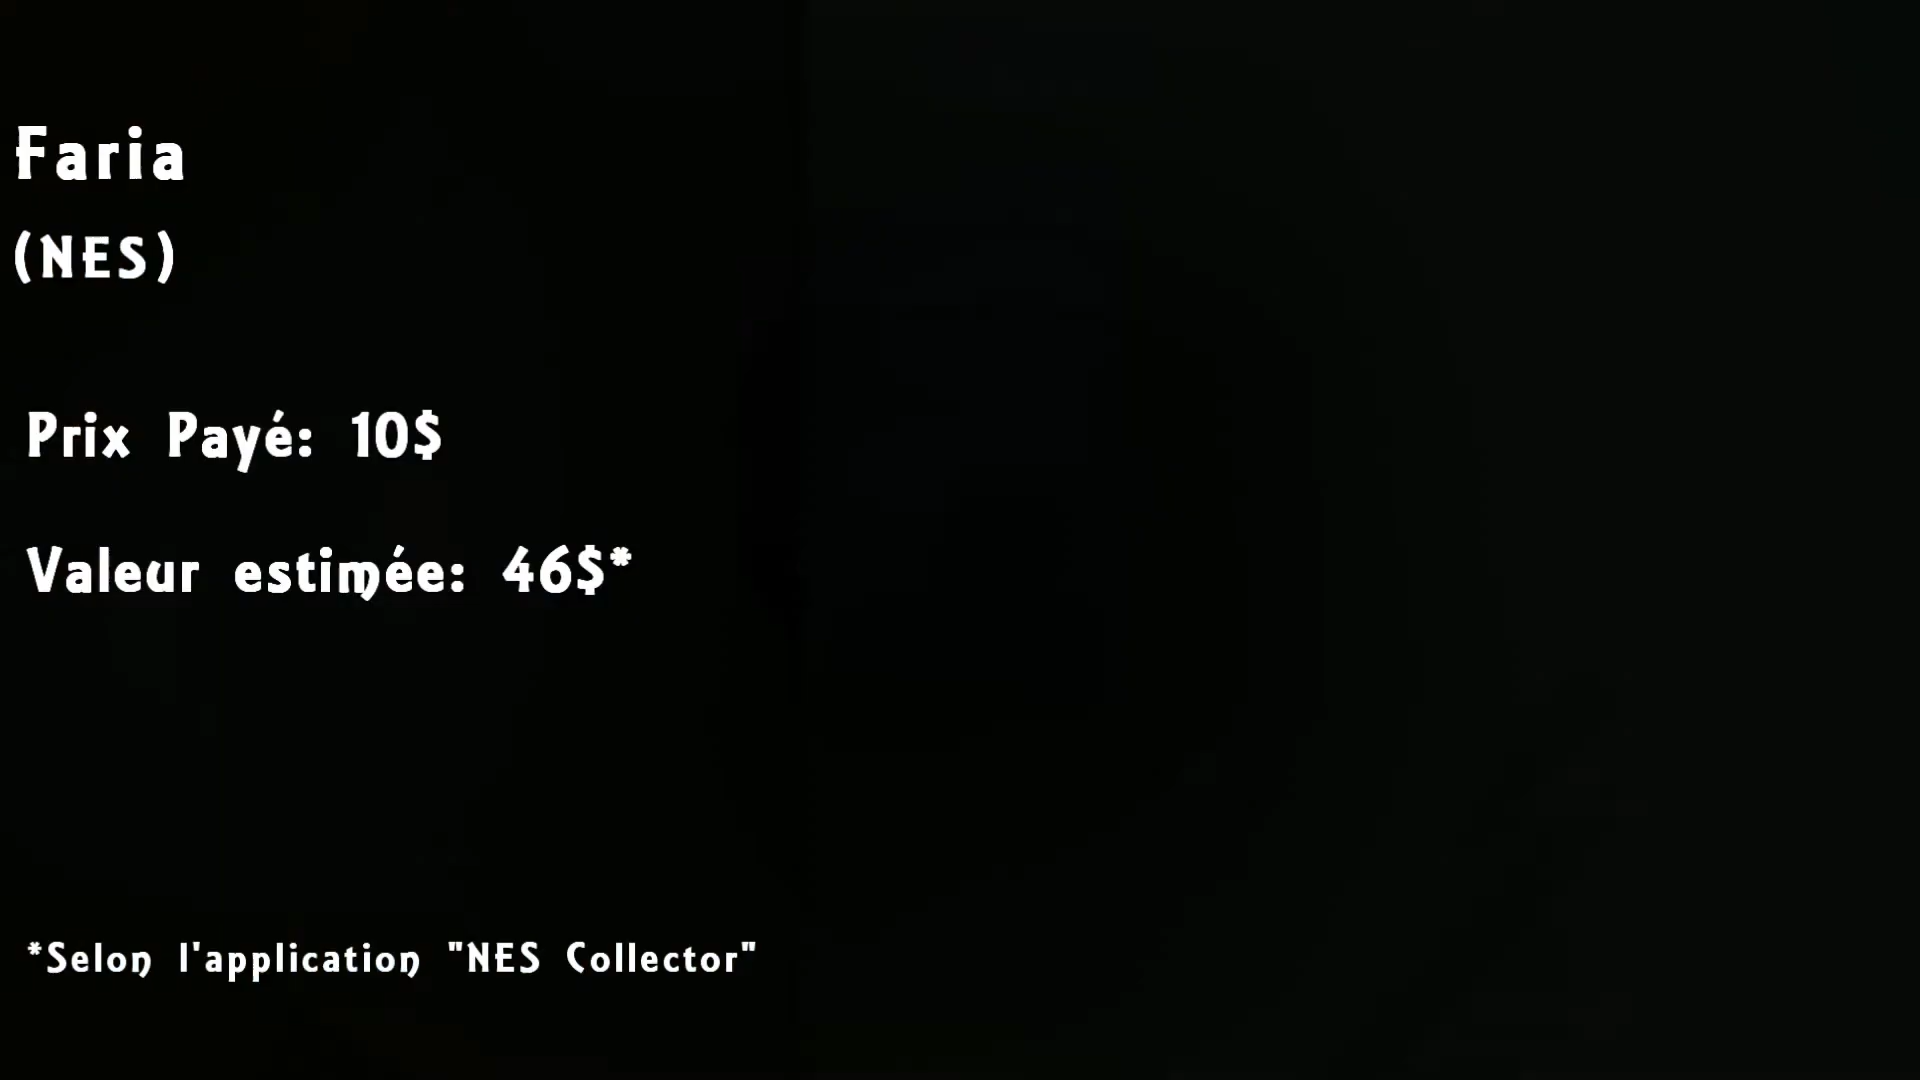 Faria
(NES)
Prix Payé: 10$
Valeur estimée: 46$*
*Selon l'application "NES Collector"